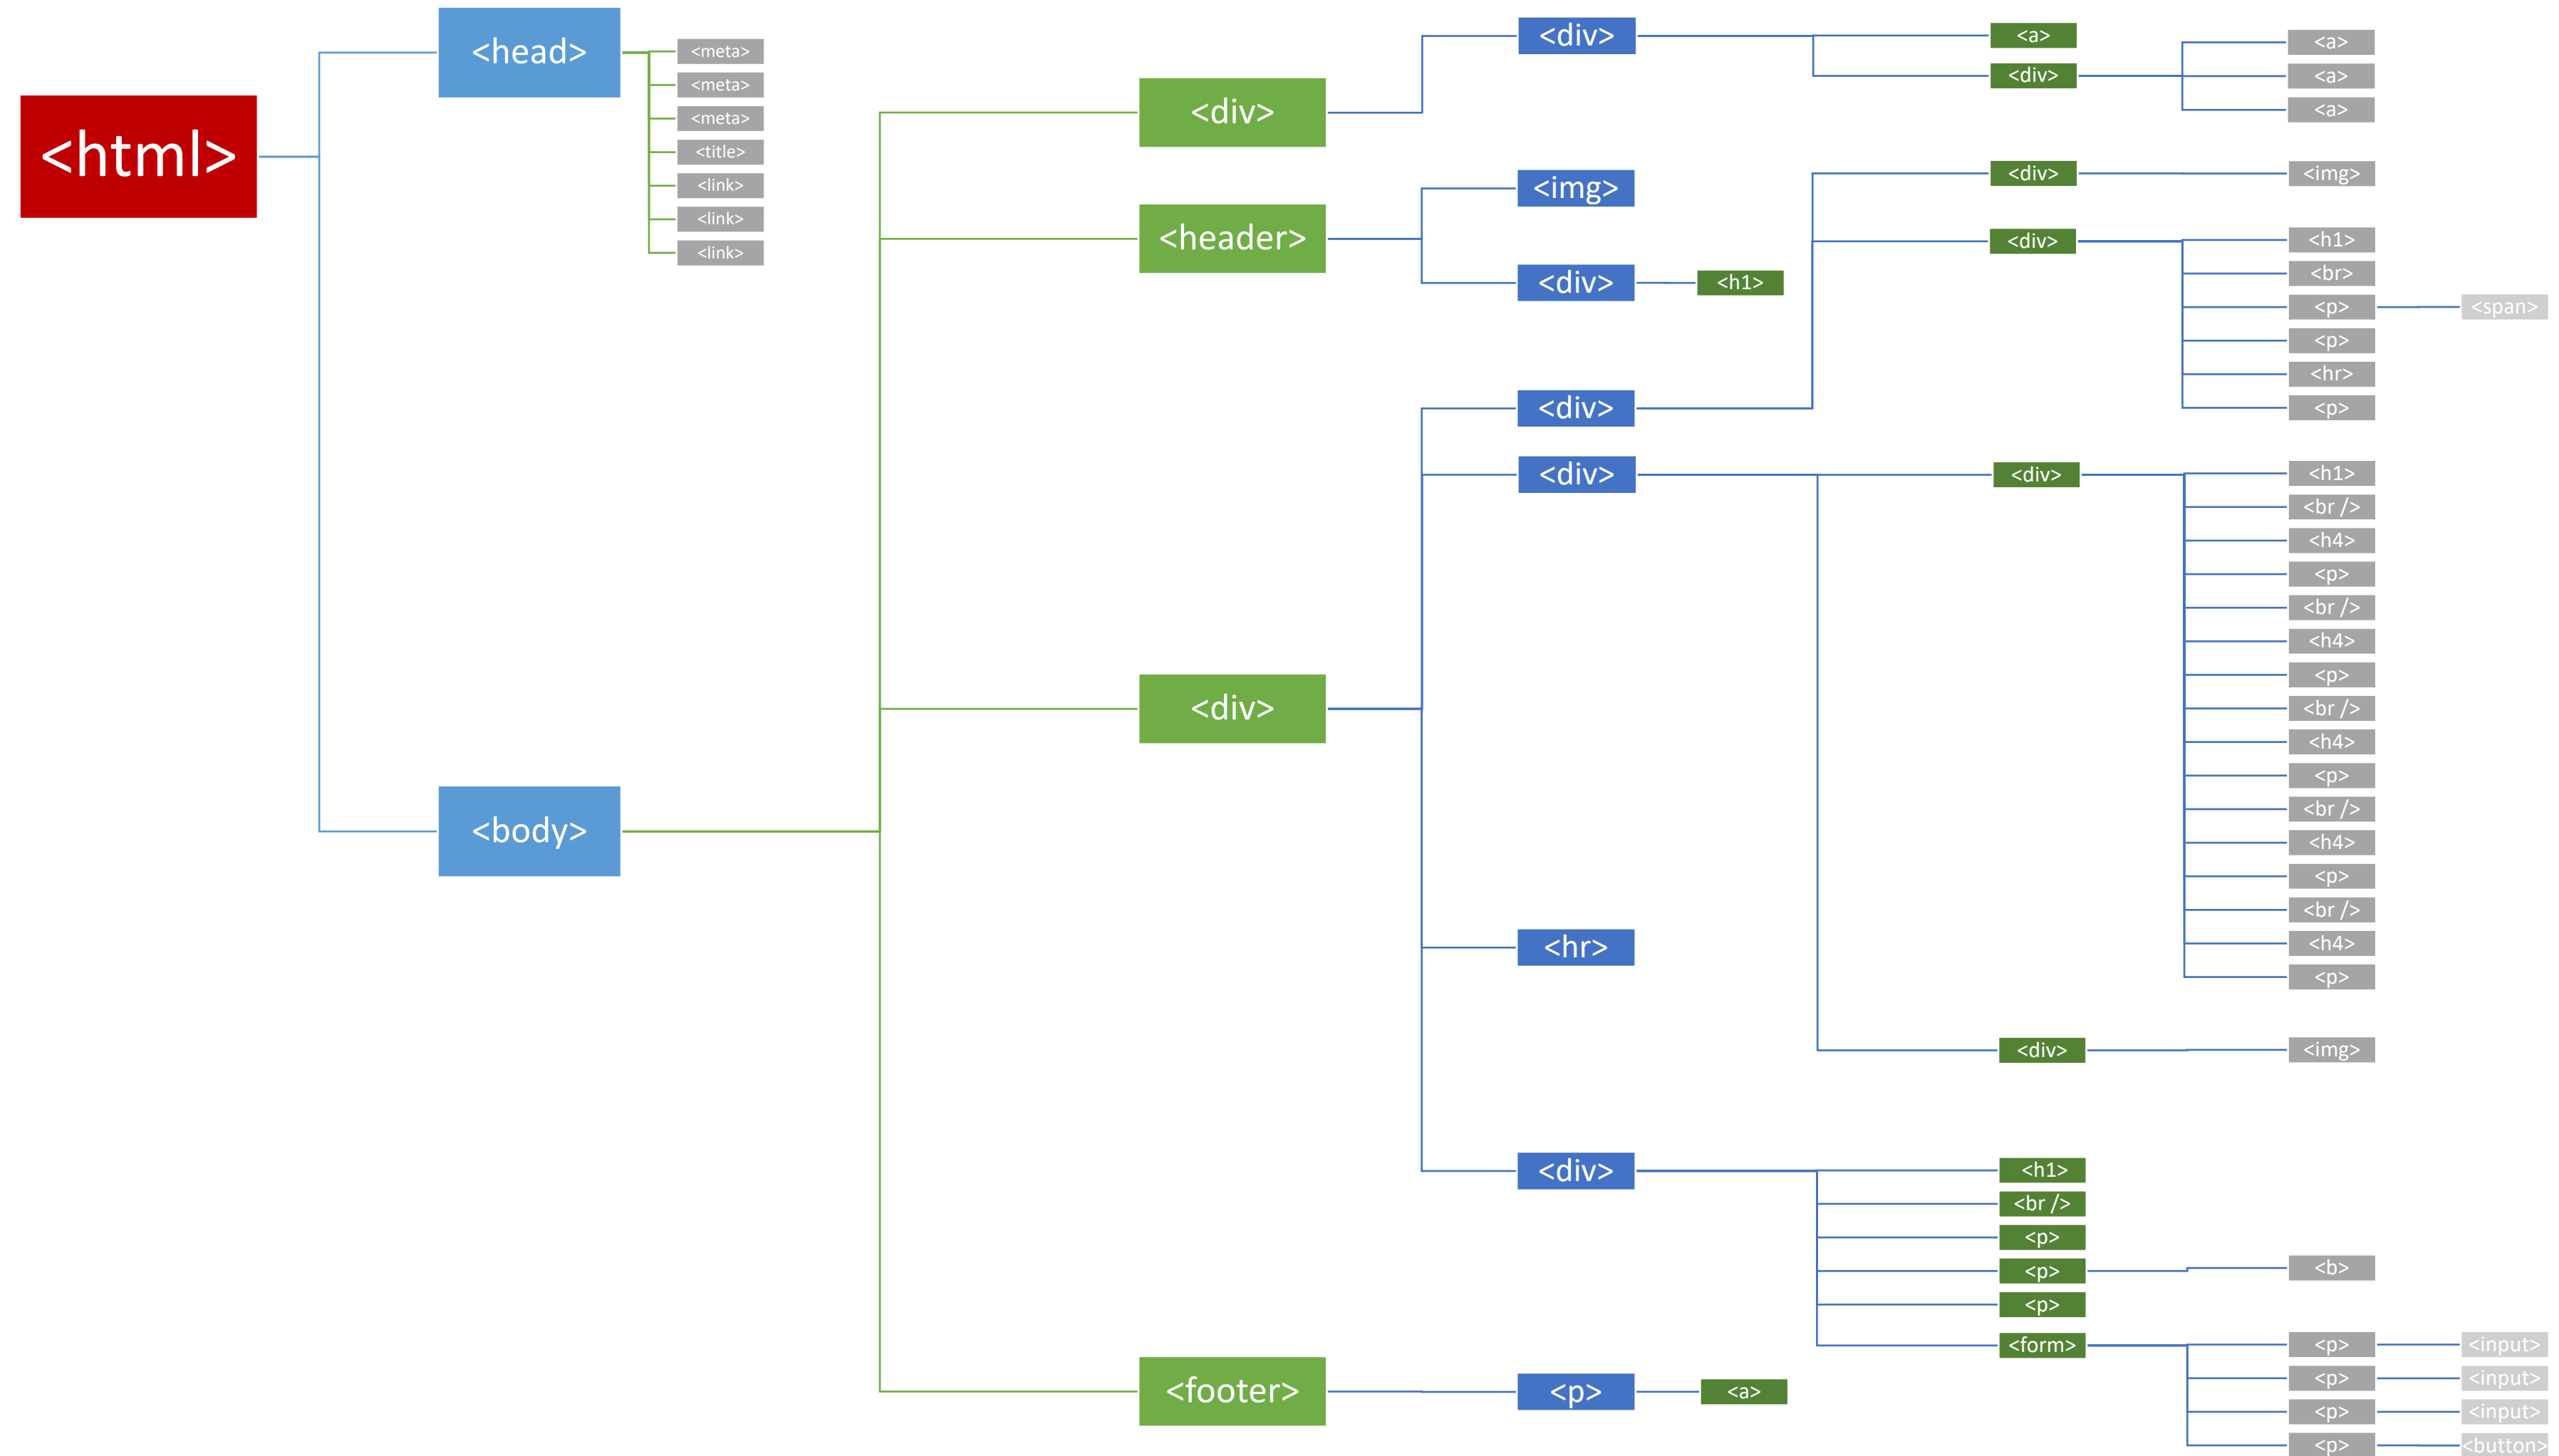 <html>
<head>
<meta>
<meta>
<meta>
<title>
<link>
<link>
<link>
<body>
<div>
<div>
<a>
<div>
<a>
<a>
<a>
<header>
<img>
<div>
<h1>
<div>
<div>
<div>
<img>
<div>
<h1>
<br>
<p>
<span>
<p>
<hr>
<p>
<div>
<div>
<h1>
<br />
<h4>
<p>
<br />
<h4>
<p>
<br />
<h4>
<p>
<br />
<h4>
<p>
<br />
<h4>
<p>
<div>
<img>
<hr>
<div>
<h1>
<br />
<p>
<p>
<b>
<p>
<form>
<p>
<input>
<p>
<input>
<p>
<input>
<p>
<button>
<footer>
<p>
<a>